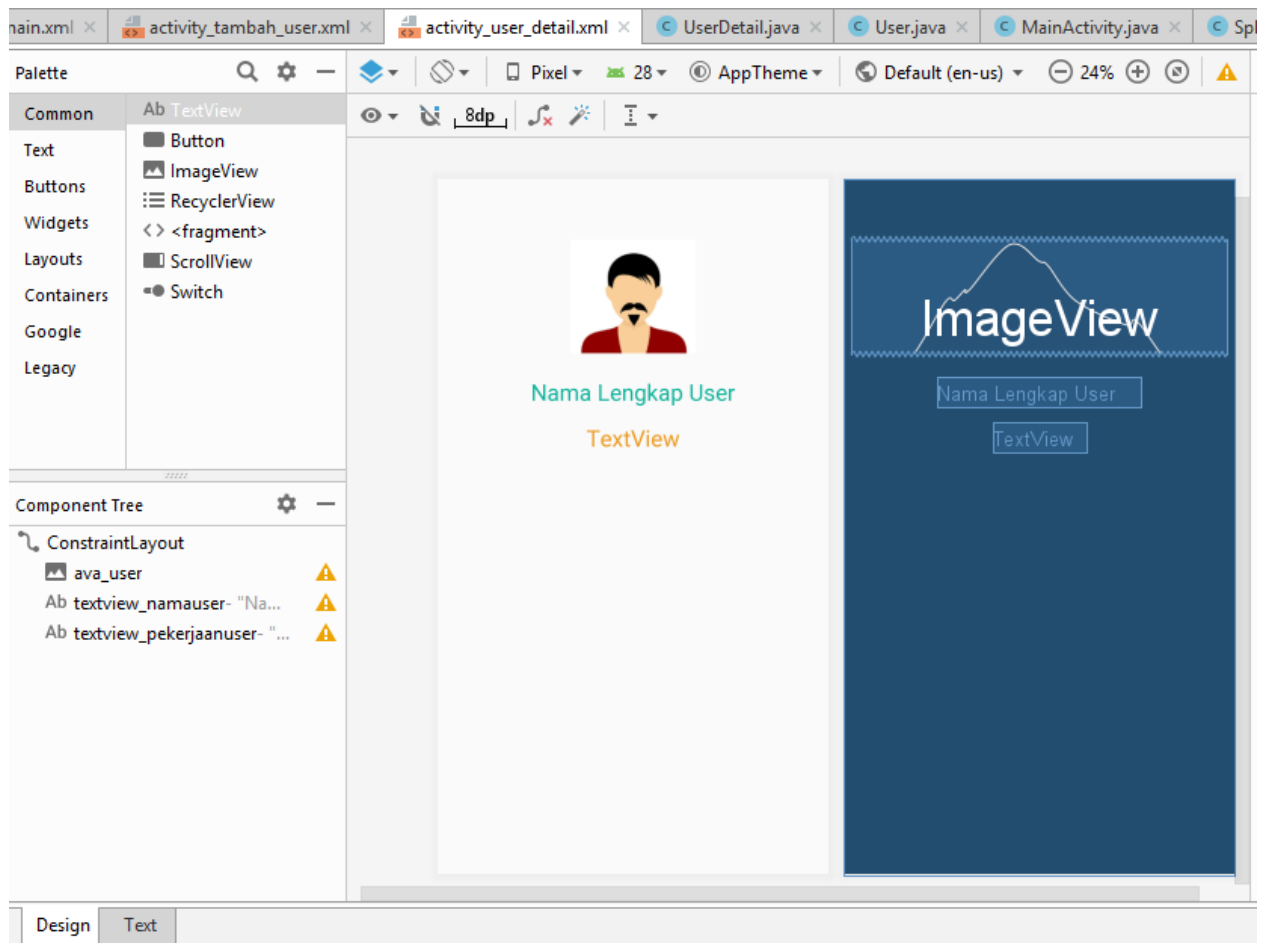 nain.xml activity_tambah_user.xml activity_user_detail.xml UserDetail.java User.java MainActivity.java Spl
Palette Pixel 28 AppTheme Default (en-us) 24%
Common
Text
Buttons
Widgets
Layouts
Containers
Google
Legacy
Ab TextView
Button
ImageView
RecyclerView
<fragment>
ScrollView
Switch
8dp
Nama Lengkap User
TextView
ImageView
Nama Lengkap User
TextView
Component Tree
ConstraintLayout
ava_user
Ab textview_namauser- "Na...
Ab textview_pekerjaanuser- "...
Design Text